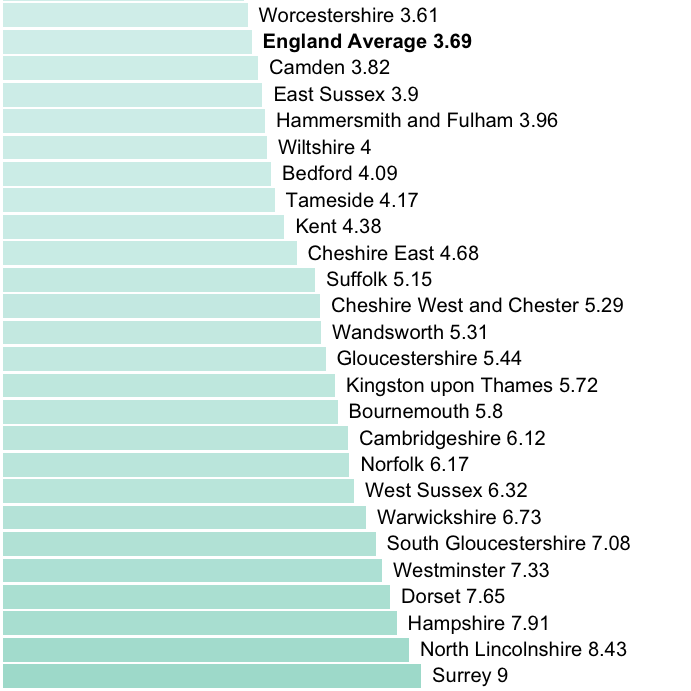 Worcestershire 3.61
England Average 3.69
Camden 3.82
East Sussex 3.9
Hammersmith and Fulham 3.96
Wiltshire 4
Bedford 4.09
Tameside 4.17
Kent 4.38
Cheshire East 4.68
Suffolk 5.15
Cheshire West and Chester 5.29
Wandsworth 5.31
Gloucestershire 5.44
Kingston upon Thames 5.72
Bournemouth 5.8
Cambridgeshire 6.12
Norfolk 6.17
West Sussex 6.32
Warwickshire 6.73
South Gloucestershire 7.08
Westminster 7.33
Dorset 7.65
Hampshire 7.91
North Lincolnshire 8.43
Surrey 9